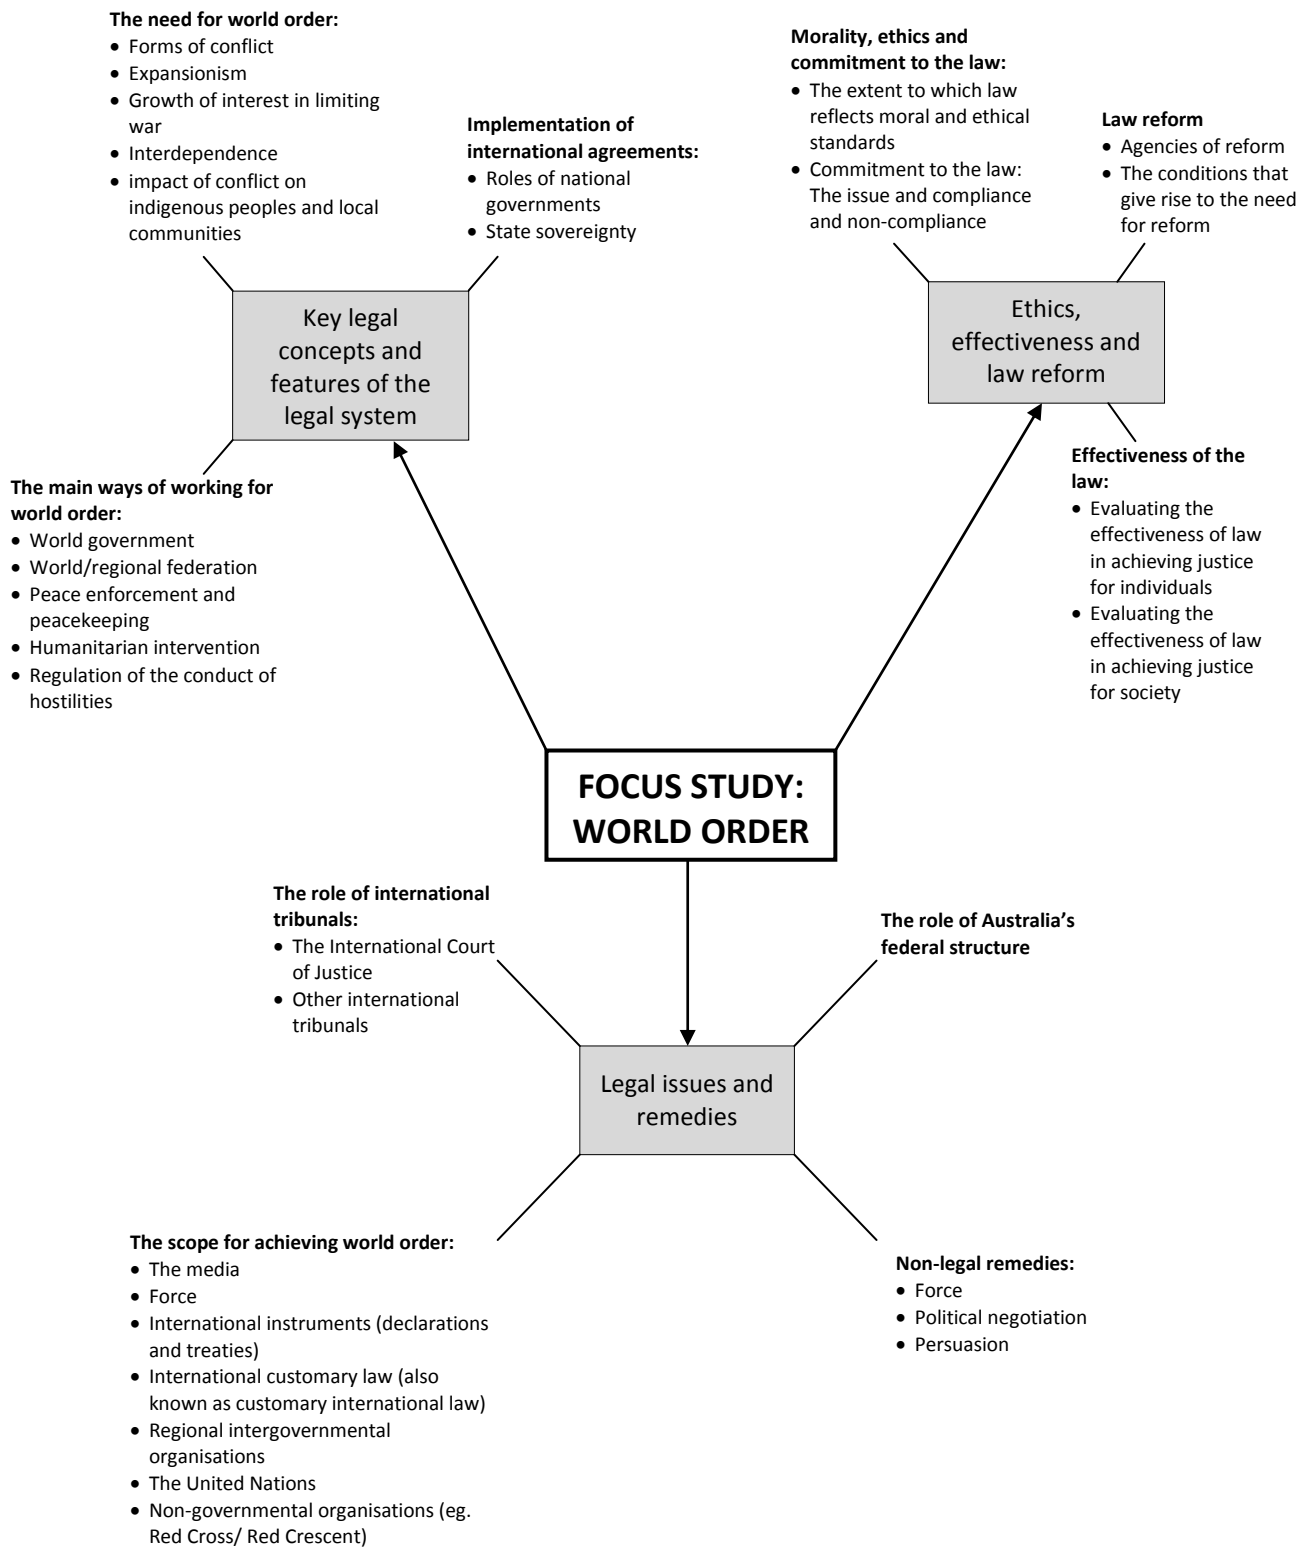 The need for world order:
• Forms of conflict
• Expansionism
• Growth of interest in limiting
war
• Interdependence
• impact of conflict on
indigenous peoples and local
communities
Implementation of
international agreements:
• Roles of national
governments
• State sovereignty
Key legal
concepts and
features of the
legal system
The main ways of working for
world order:
• World government
• World/regional federation
• Peace enforcement and
peacekeeping
• Humanitarian intervention
• Regulation of the conduct of
hostilities
Morality, ethics and
commitment to the law:
• The extent to which law
reflects moral and ethical
standards
• Commitment to the law:
The issue and compliance
and non-compliance
Law reform
• Agencies of reform
• The conditions that
give rise to the need
for reform
Ethics,
effectiveness and
law reform
Effectiveness of the
law:
• Evaluating the
effectiveness of law
in achieving justice
for individuals
• Evaluating the
effectiveness of law
in achieving justice
for society
FOCUS STUDY:
WORLD ORDER
The role of international
tribunals:
• The International Court
of Justice
• Other international
tribunals
The role of Australia’s
federal structure
Legal issues and
remedies
The scope for achieving world order:
• The media
• Force
• International instruments (declarations
and treaties)
• International customary law (also
known as customary international law)
• Regional intergovernmental
organisations
• The United Nations
• Non-governmental organisations (eg.
Red Cross/ Red Crescent)
Non-legal remedies:
• Force
• Political negotiation
• Persuasion